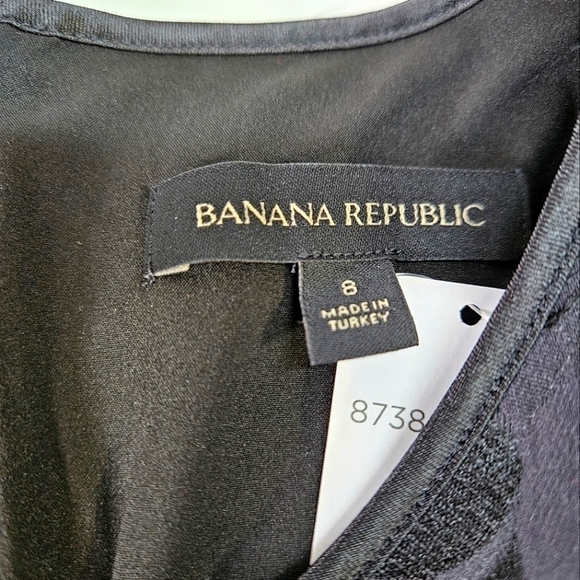 BANANA REPUBLIC
8
MADE IN
TURKEY
8738